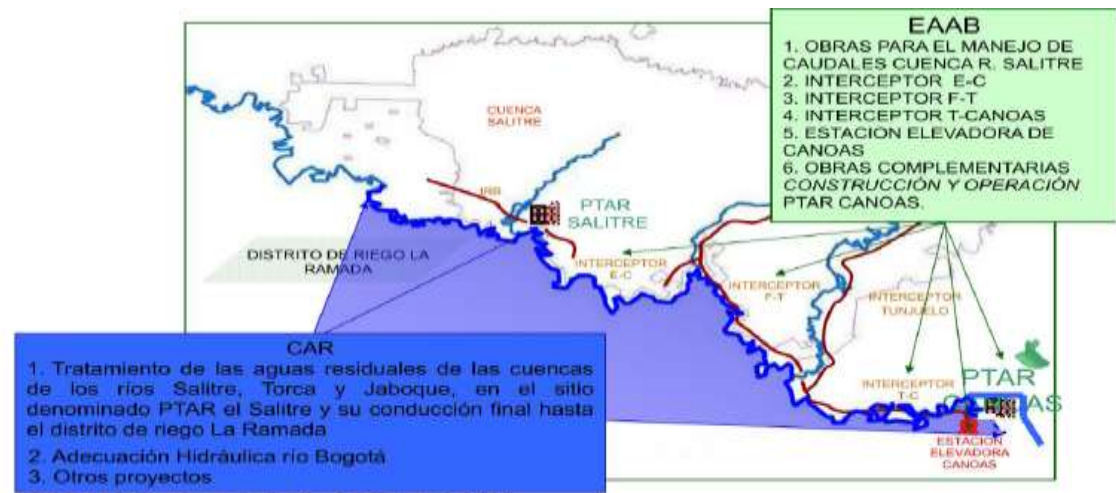 EAAB
1. OBRAS PARA EL MANEJO DE
CAUDALES CUENCA R. SALITRE
2. INTERCEPTOR E-C
3. INTERCEPTOR F-T
4. INTERCEPTOR T-CANOAS
5. ESTACION ELEVADORA DE
CANOAS
6. OBRAS COMPLEMENTARIAS
CONSTRUCCIÓN Y OPERACIÓN
PTAR CANOAS.
CUENCA
SALITRE
IRB
PTAR
SALITRE
DISTRITO DE RIEGO LA
RAMADA
INTERCEPTOR
E-C
INTERCEPTOR
F-T
INTERCEPTOR
TUNJUELO
INTERCEPTOR
T-C
PTAR
CANOAS
ESTACION
ELEVADORA
CANOAS
CAR
1. Tratamiento de las aguas residuales de las cuencas
de los ríos Salitre, Torca y Jaboque, en el sitio
denominado PTAR el Salitre y su conducción final hasta
el distrito de riego La Ramada
2. Adecuación Hidráulica río Bogotá
3. Otros proyectos